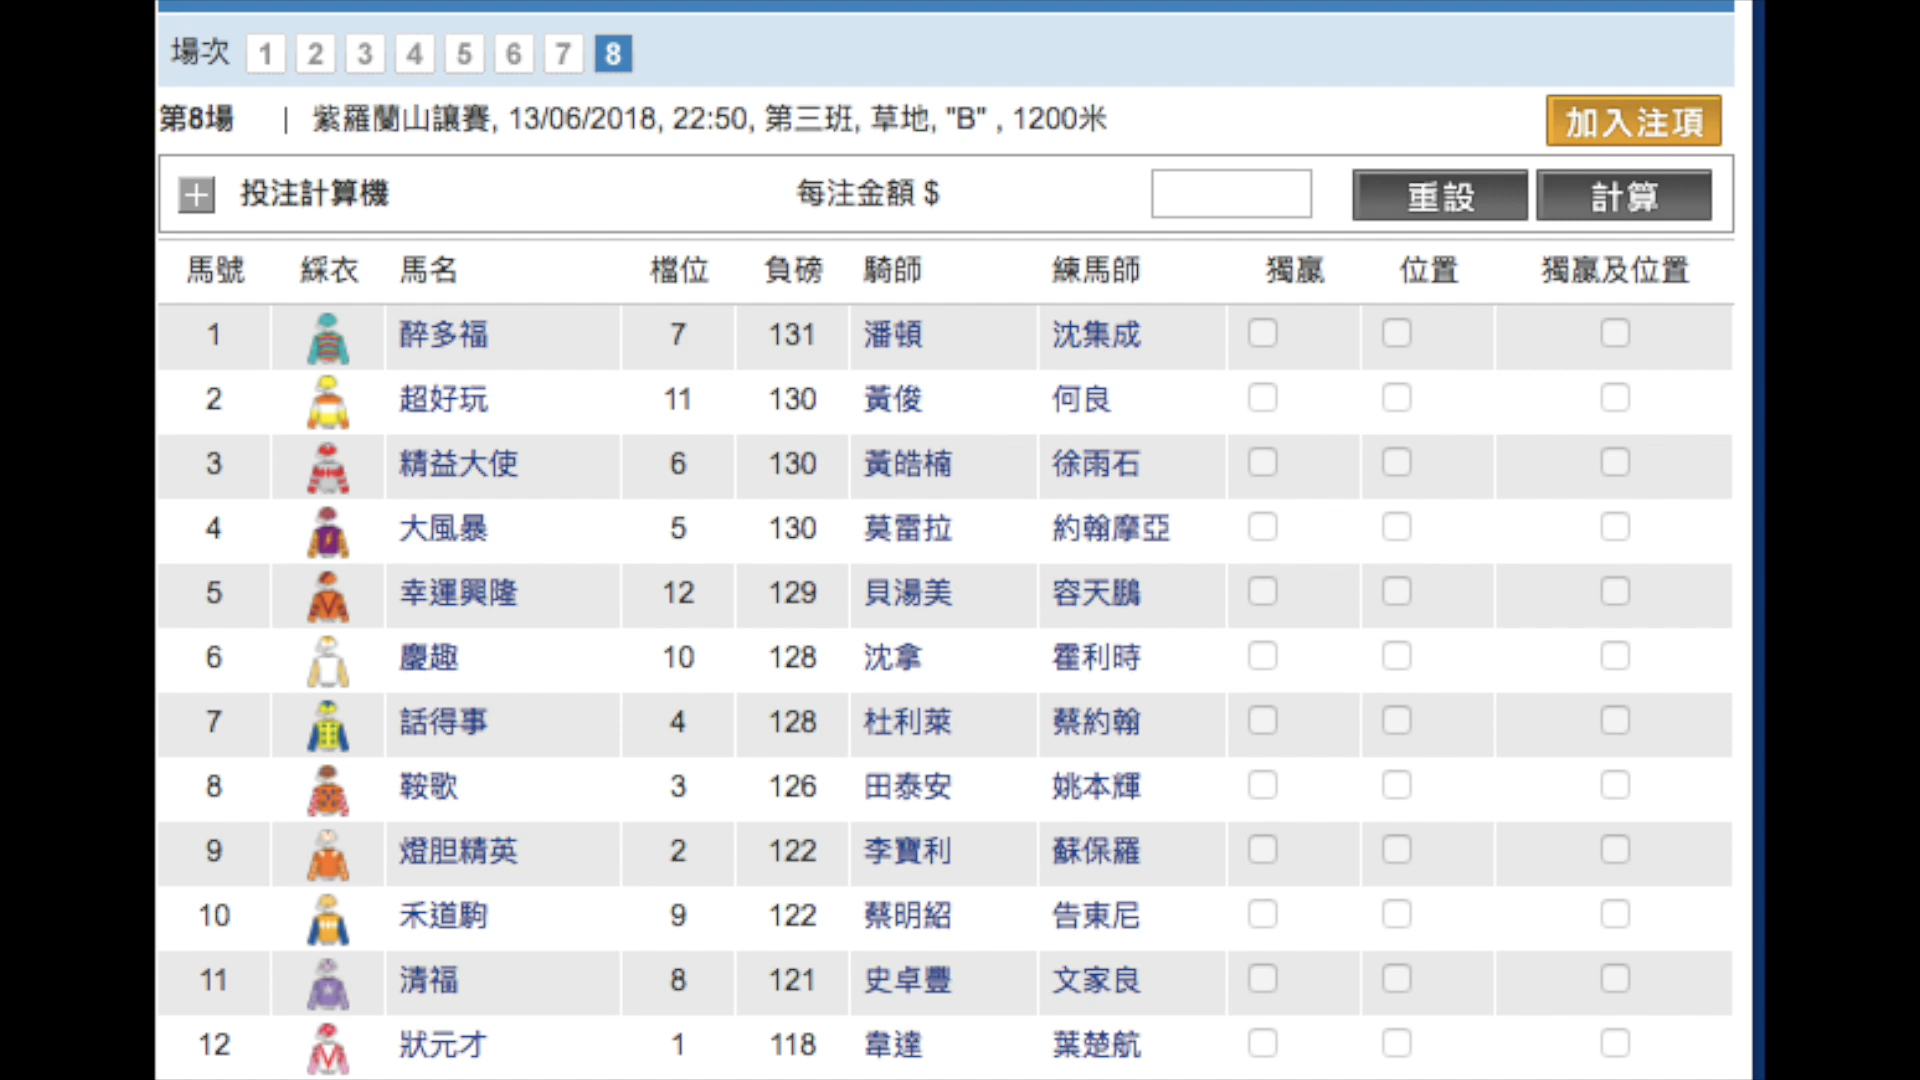 場次 1 2 3 4 5 6 7 8
第8場 | 紫羅蘭山讓賽, 13/06/2018, 22:50, 第三班, 草地, "B" , 1200米 加入注項
+ 投注計算機 每注金額 $ 重設 計算
馬號 綵衣 馬名 檔位 負磅 騎師 練馬師 獨贏 位置 獨贏及位置
1 醉多福 7 131 潘頓 沈集成
2 超好玩 11 130 黃俊 何良
3 精益大使 6 130 黃皓楠 徐雨石
4 大風暴 5 130 莫雷拉 約翰摩亞
5 幸運興隆 12 129 貝湯美 容天鵬
6 慶趣 10 128 沈拿 霍利時
7 話得事 4 128 杜利萊 蔡約翰
8 鞍歌 3 126 田泰安 姚本輝
9 燈胆精英 2 122 李寶利 蘇保羅
10 禾道駒 9 122 蔡明紹 告東尼
11 清福 8 121 史卓豐 文家良
12 狀元才 1 118 韋達 葉楚航